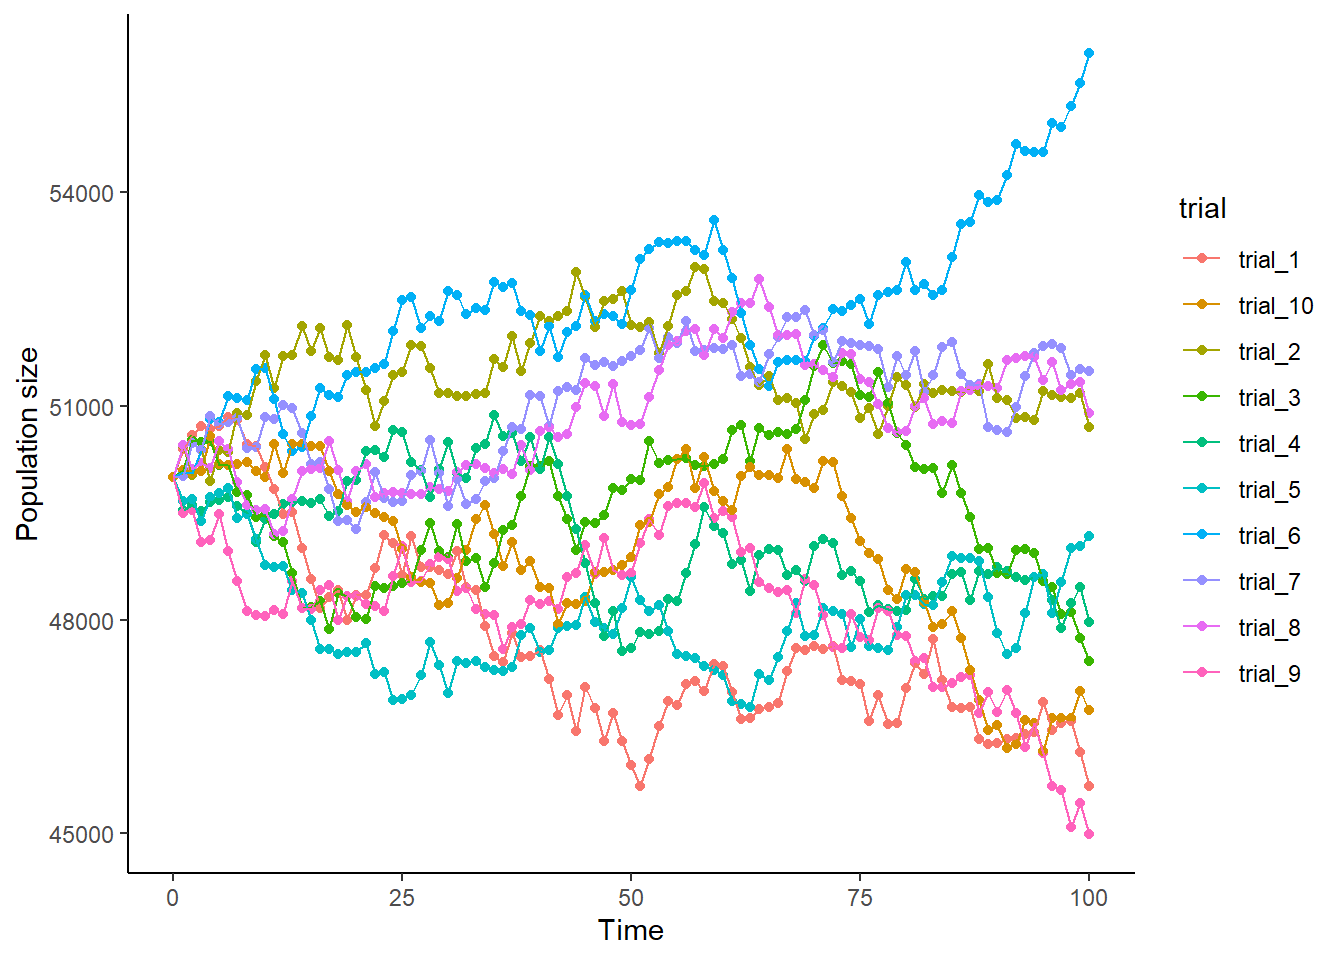 Population size
54000
51000
48000
45000
0 25 50 75 100
Time
trial
trial_1
trial_10
trial_2
trial_3
trial_4
trial_5
trial_6
trial_7
trial_8
trial_9